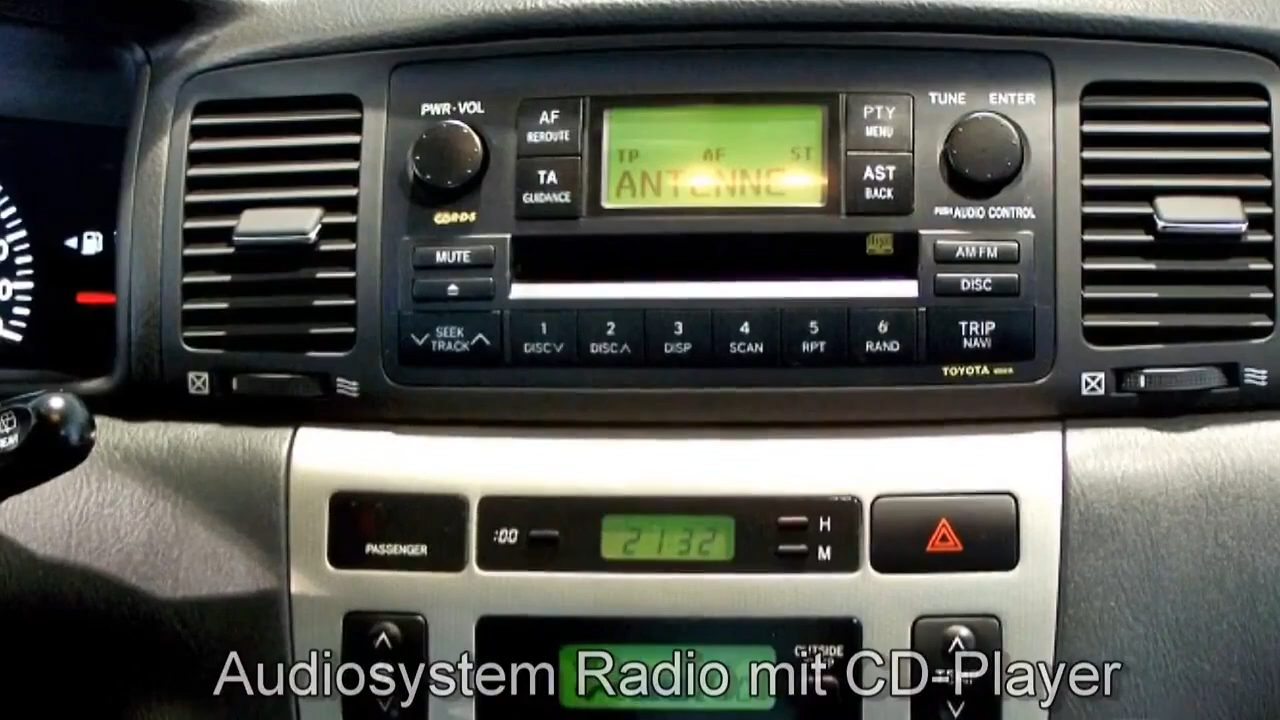 PWR·VOL
AF
REROUTE
TA
GUIDANCE
TP AF ST
ANTENNE
PTY
MENU
AST
BACK
TUNE ENTER
PUSH AUDIO CONTROL
MUTE
AM FM
DISC
SEEK
TRACK
1
DISC∨
2
DISC∧
3
DISP
4
SCAN
5
RPT
6
RAND
TRIP
NAVI
TOYOTA
PASSENGER
:00
21 32
H
M
OUTSIDE
Audiosystem Radio mit CD-Player